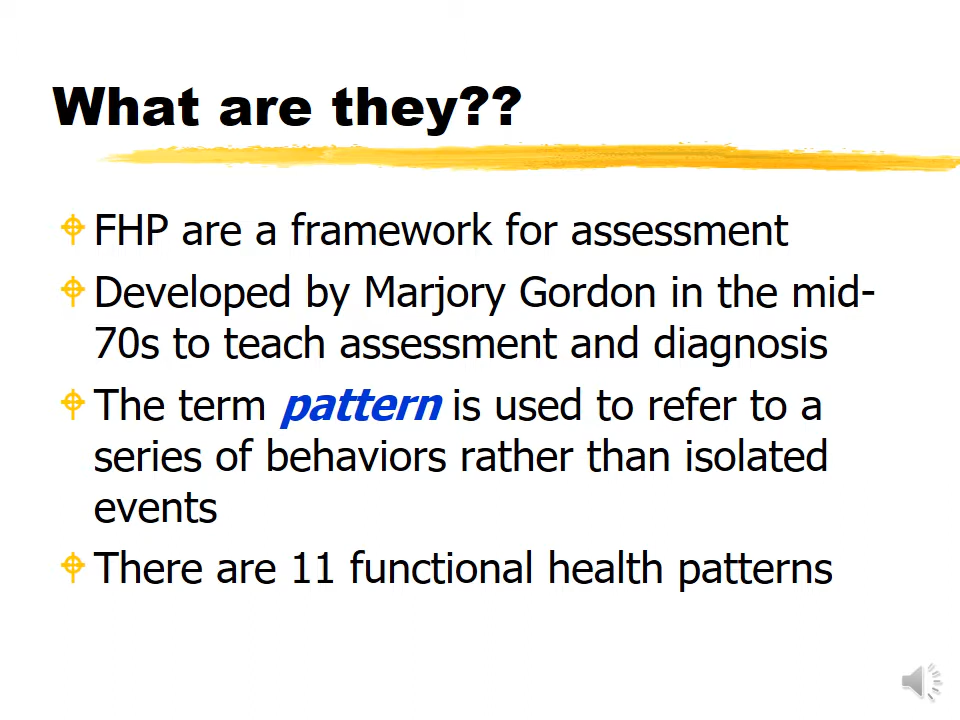 What are they??
FHP are a framework for assessment
Developed by Marjory Gordon in the mid-
70s to teach assessment and diagnosis
The term pattern is used to refer to a
series of behaviors rather than isolated
events
There are 11 functional health patterns